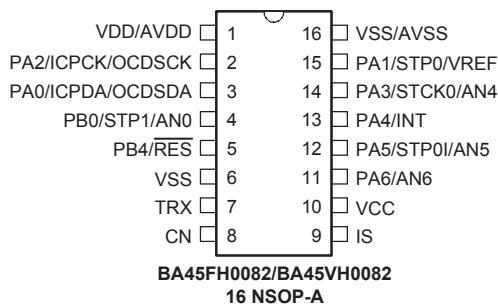 VDD/AVDD 1 16 VSS/AVSS
PA2/ICPCK/OCDSCK 2 15 PA1/STP0/VREF
PA0/ICPDA/OCDSDA 3 14 PA3/STCK0/AN4
PB0/STP1/AN0 4 13 PA4/INT
PB4/RES 5 12 PA5/STP0I/AN5
VSS 6 11 PA6/AN6
TRX 7 10 VCC
CN 8 9 IS
BA45FH0082/BA45VH0082
16 NSOP-A